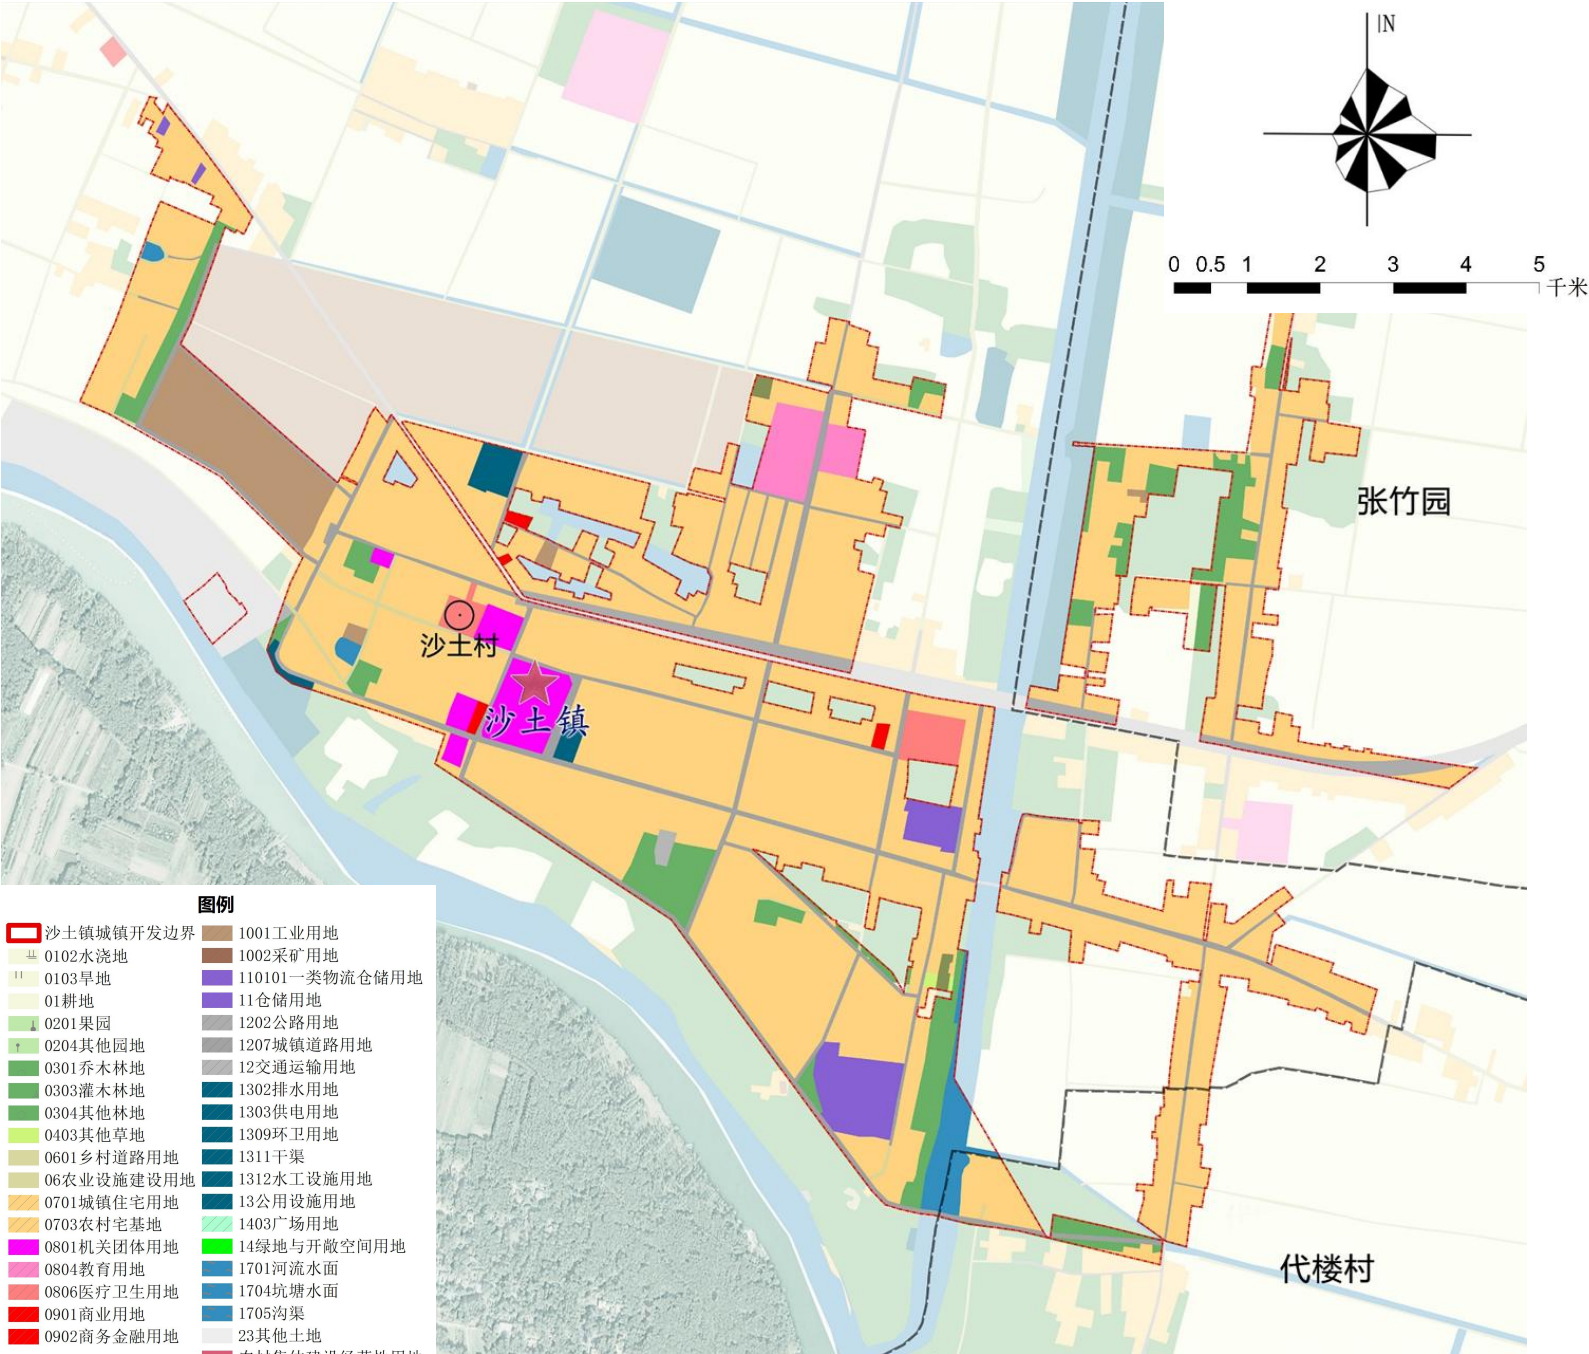 N
0 0.5 1 2 3 4 5 千米
张竹园
沙土村
沙土镇
代楼村
图例
沙土镇城镇开发边界
0102水浇地
0103旱地
01耕地
0201果园
0204其他园地
0301乔木林地
0303灌木林地
0304其他林地
0403其他草地
0601乡村道路用地
06农业设施建设用地
0701城镇住宅用地
0703农村宅基地
0801机关团体用地
0804教育用地
0806医疗卫生用地
0901商业用地
0902商务金融用地
1001工业用地
1002采矿用地
110101一类物流仓储用地
11仓储用地
1202公路用地
1207城镇道路用地
12交通运输用地
1302排水用地
1303供电用地
1309环卫用地
1311干渠
1312水工设施用地
13公用设施用地
1403广场用地
14绿地与开敞空间用地
1701河流水面
1704坑塘水面
1705沟渠
23其他土地